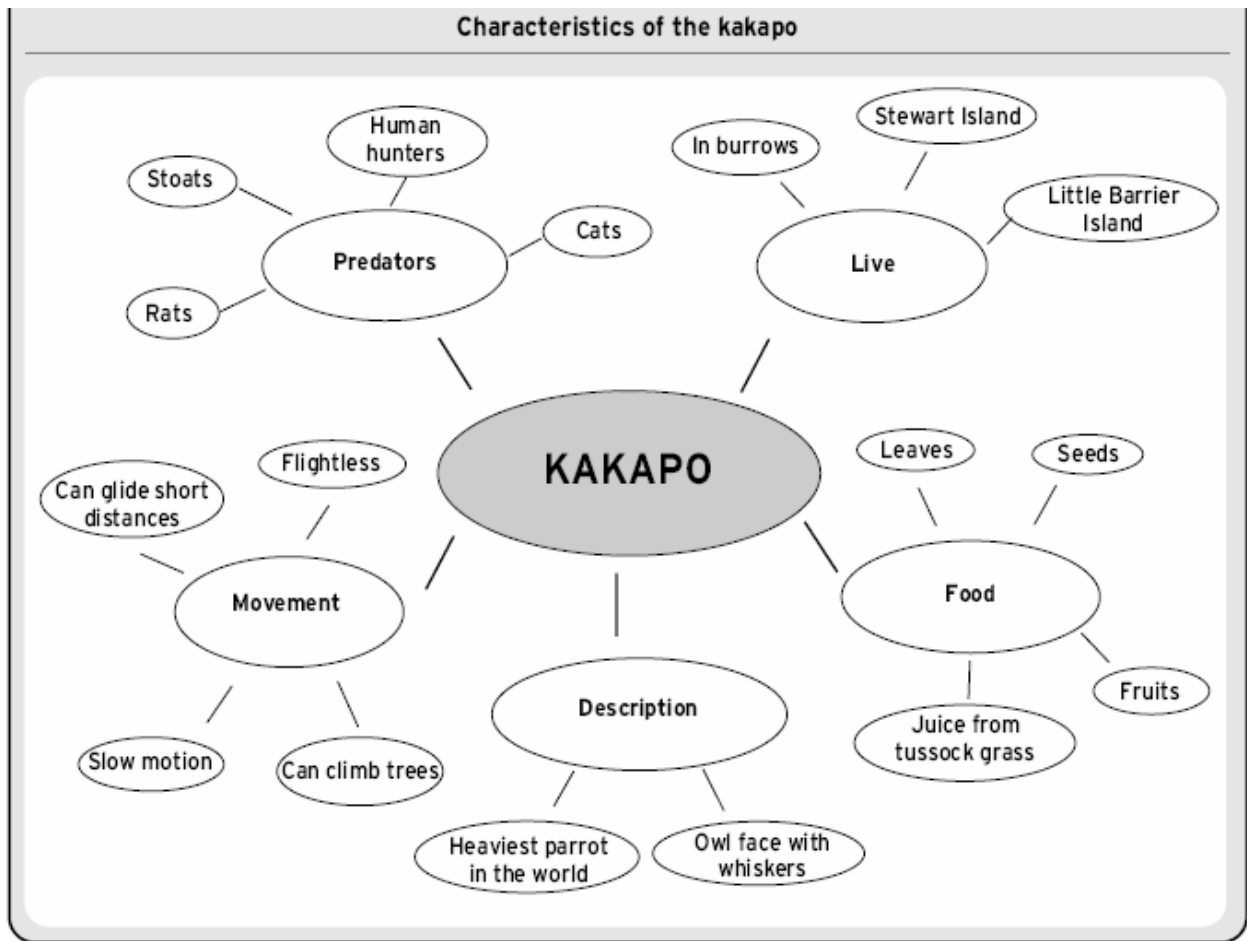 Characteristics of the kakapo
Human
hunters
Stoats
Cats
Predators
Rats
In burrows
Stewart Island
Little Barrier
Island
Live
KAKAPO
Flightless
Can glide short
distances
Movement
Slow motion
Can climb trees
Description
Heaviest parrot
in the world
Owl face with
whiskers
Leaves
Seeds
Food
Fruits
Juice from
tussock grass